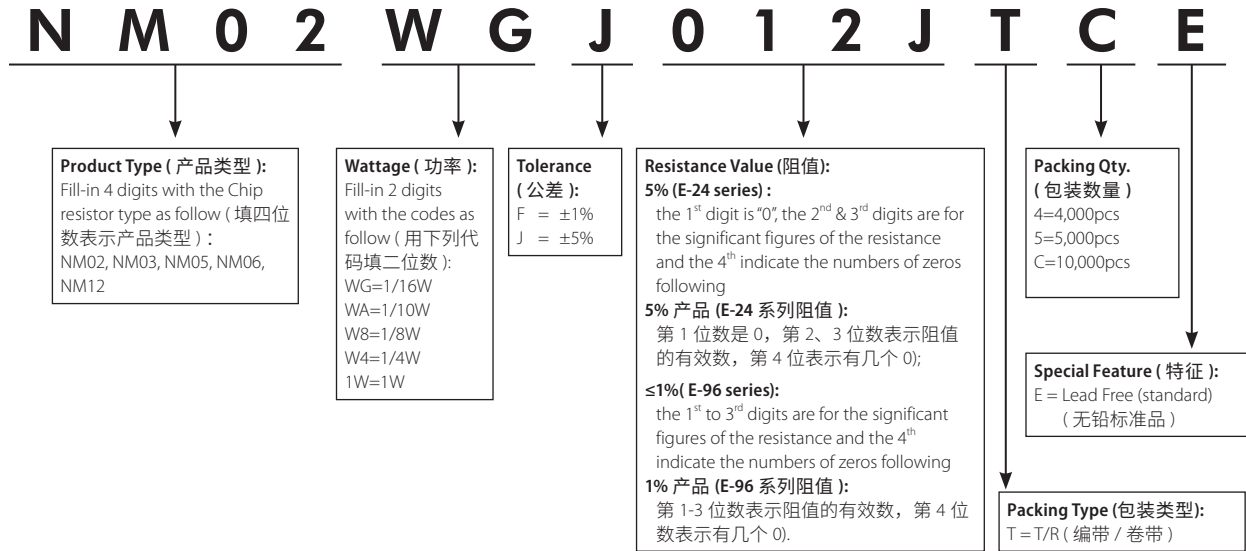 NM02 WG J 012J T C E
Product Type ( 产品类型 ):
Fill-in 4 digits with the Chip
resistor type as follow ( 填四位
数表示产品类型 ) :
NM02, NM03, NM05, NM06,
NM12
Wattage ( 功率 ):
Fill-in 2 digits
with the codes as
follow ( 用下列代
码填二位数 ):
WG=1/16W
WA=1/10W
W8=1/8W
W4=1/4W
1W=1W
Tolerance
( 公差 ):
F = ±1%
J = ±5%
Resistance Value (阻值):
5% (E-24 series) :
the 1st digit is "0", the 2nd & 3rd digits are for
the significant figures of the resistance
and the 4th indicate the numbers of zeros
following
5% 产品 (E-24 系列阻值 ):
第 1 位数是 0，第 2、3 位数表示阻值
的有效数，第 4 位表示有几个 0);
≤1%( E-96 series):
the 1st to 3rd digits are for the significant
figures of the resistance and the 4th
indicate the numbers of zeros following
1% 产品 (E-96 系列阻值 ):
第 1-3 位数表示阻值的有效数，第 4 位
数表示有几个 0).
Packing Qty.
( 包装数量 )
4=4,000pcs
5=5,000pcs
C=10,000pcs
Special Feature ( 特征 ):
E = Lead Free (standard)
( 无铅标准品 )
Packing Type (包装类型):
T = T/R ( 编带 / 卷带 )